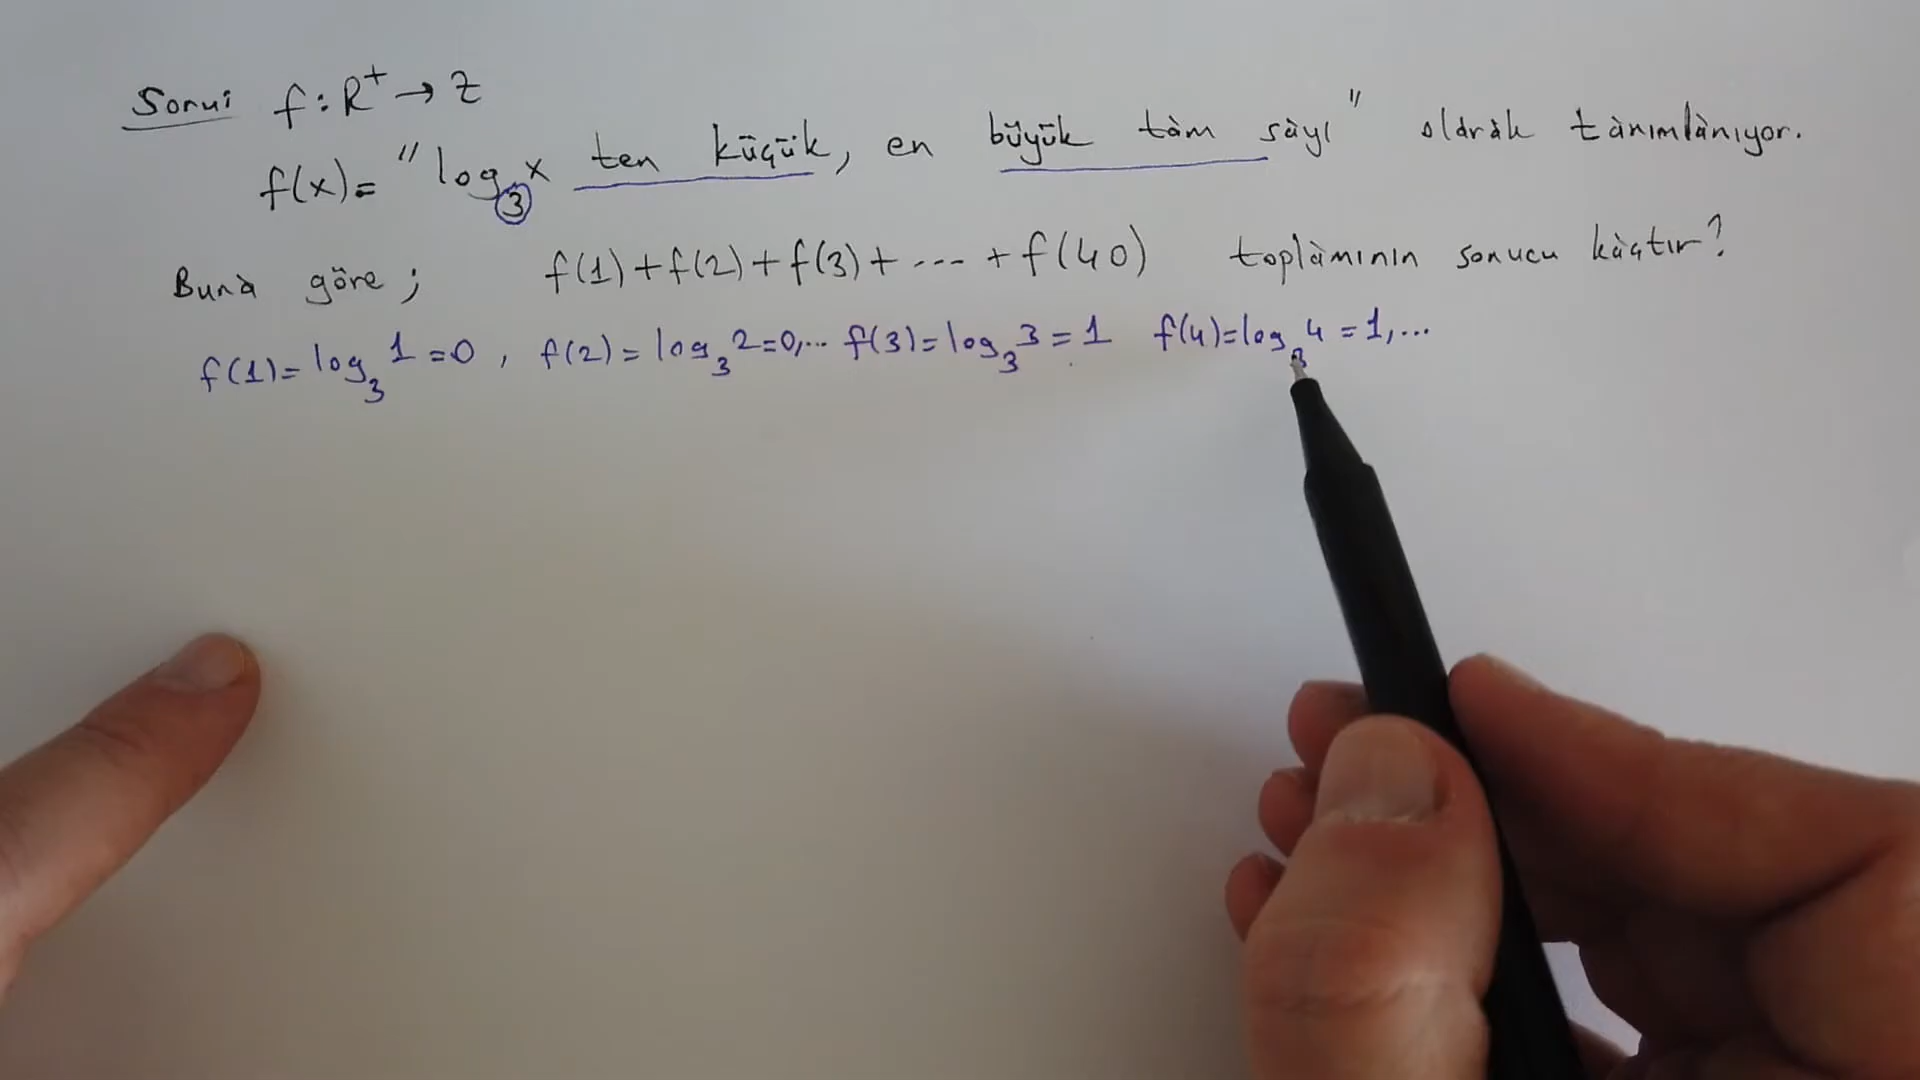 Soru: f:R⁺→Z
f(x)= "log₃x ten küçük, en büyük tam sayı" olarak tanımlanıyor.
Buna göre; f(1)+f(2)+f(3)+ --- +f(40) toplamının sonucu kaçtır?
f(1)=log₃1=0, f(2)=log₃2=0,... f(3)=log₃3=1 f(4)=log₃4=1,...